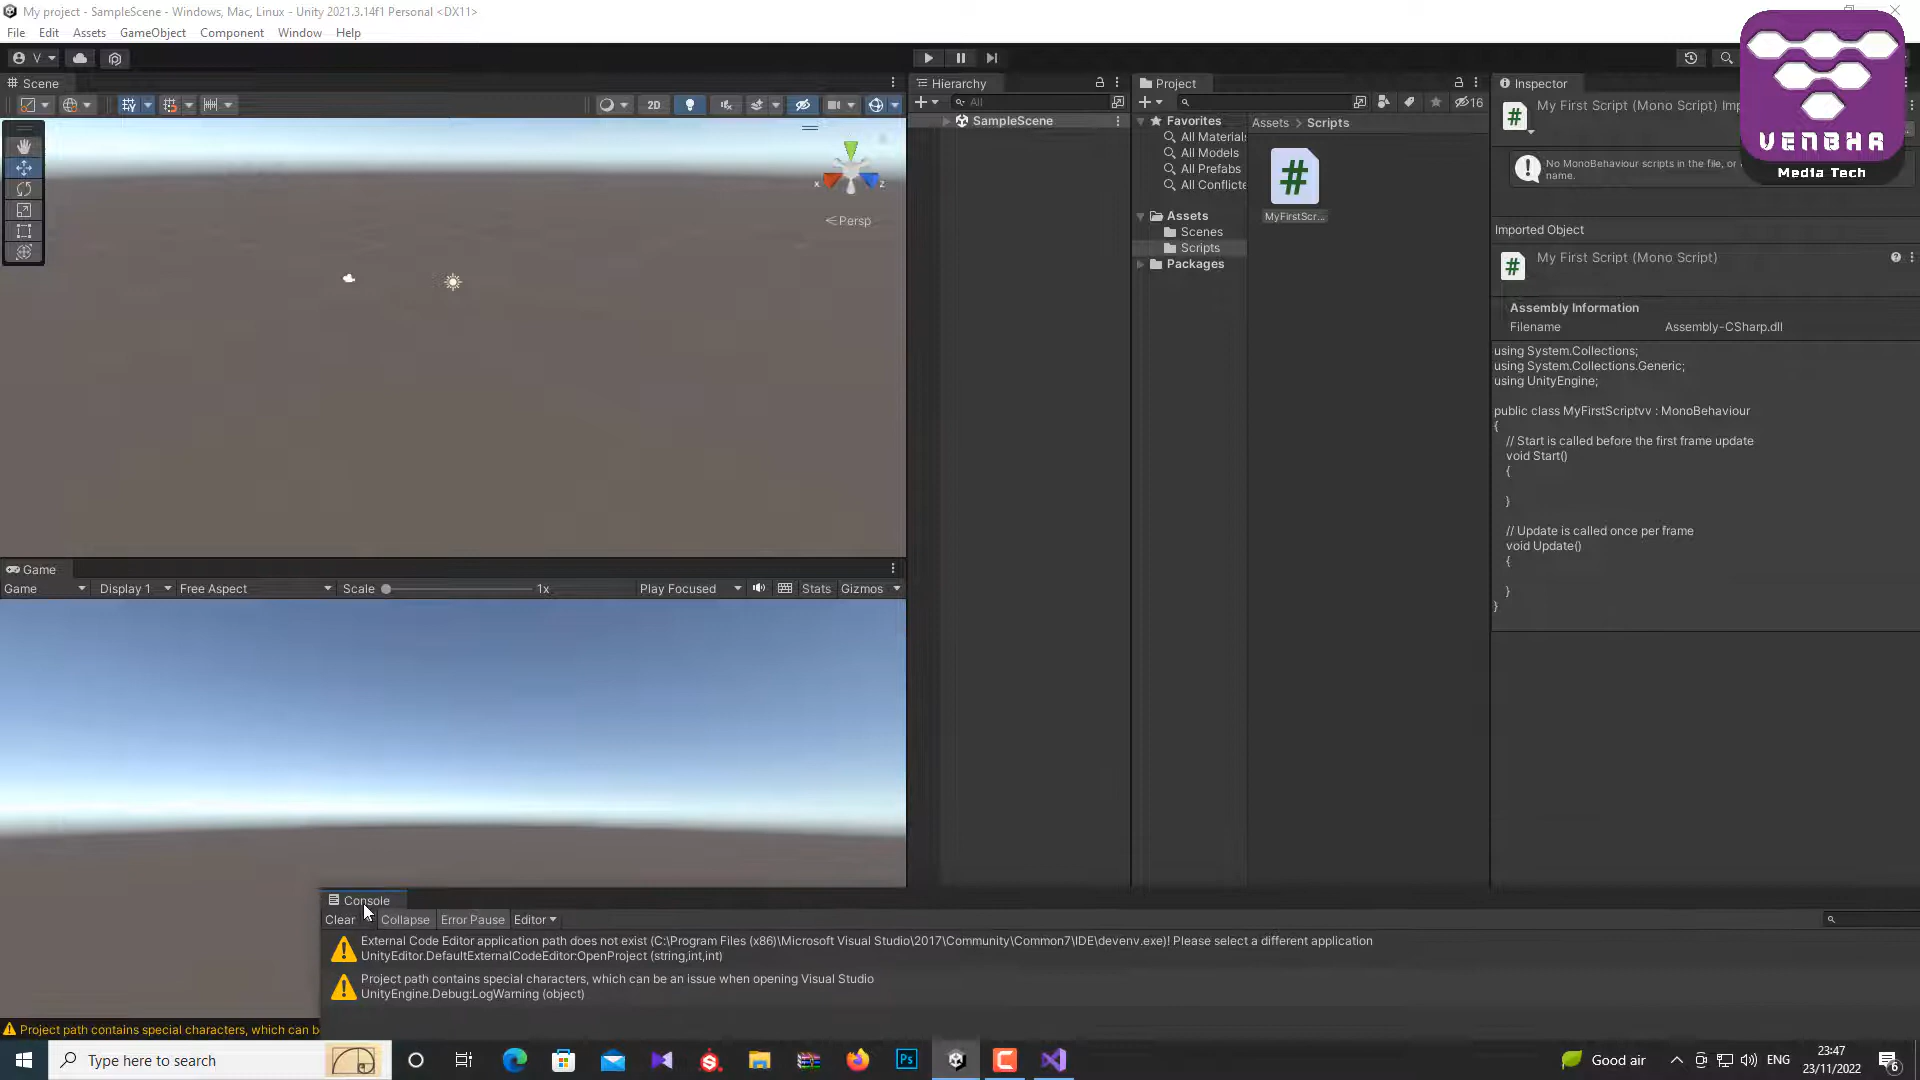 My project - SampleScene - Windows, Mac, Linux - Unity 2021.3.14f1 Personal <DX11>
File Edit Assets GameObject Component Window Help
V
Scene
2D
Persp
Hierarchy
All
SampleScene
Project
16
Favorites
All Materials
All Models
All Prefabs
All Conflicte
Assets
Scenes
Scripts
Packages
Assets > Scripts
MyFirstScr...
Inspector
My First Script (Mono Script) Imp
No MonoBehaviour scripts in the file, or
name.
Imported Object
My First Script (Mono Script)
Assembly Information
Filename Assembly-CSharp.dll
using System.Collections;
using System.Collections.Generic;
using UnityEngine;
public class MyFirstScriptvv : MonoBehaviour
{
// Start is called before the first frame update
void Start()
{
}
// Update is called once per frame
void Update()
{
}
}
VENBHA
Media Tech
Game
Game Display 1 Free Aspect Scale 1x Play Focused Stats Gizmos
Console
Clear Collapse Error Pause Editor
External Code Editor application path does not exist (C:\Program Files (x86)\Microsoft Visual Studio\2017\Community\Common7\IDE\devenv.exe)! Please select a different application
UnityEditor.DefaultExternalCodeEditor:OpenProject (string,int,int)
Project path contains special characters, which can be an issue when opening Visual Studio
UnityEngine.Debug:LogWarning (object)
Project path contains special characters, which can b
Type here to search
Ps
Good air
ENG
23:47
23/11/2022
6